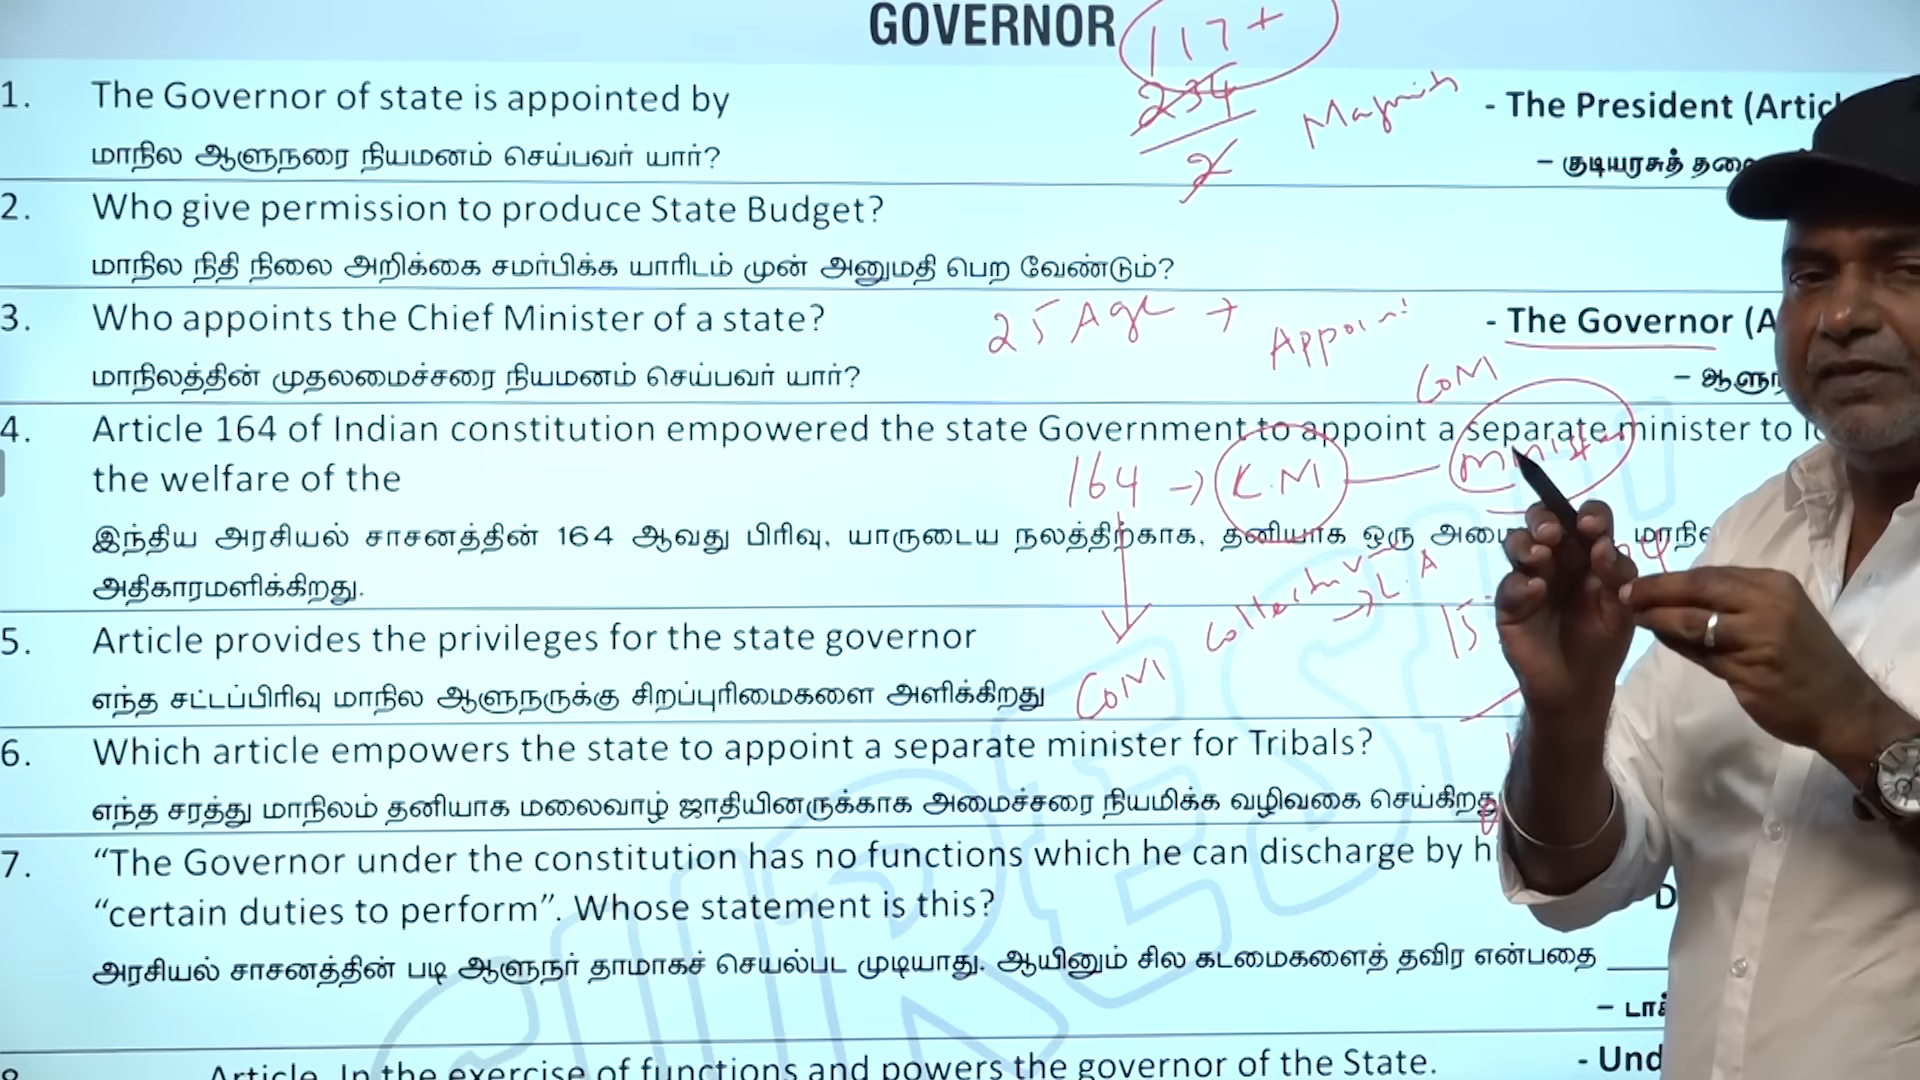 GOVERNOR
117+
234
2
Majority
1. The Governor of state is appointed by - The President (Artic
மாநில ஆளுநரை நியமனம் செய்பவர் யார்? – குடியரசுத் தலை
2. Who give permission to produce State Budget?
மாநில நிதி நிலை அறிக்கை சமர்பிக்க யாரிடம் முன் அனுமதி பெற வேண்டும்?
3. Who appoints the Chief Minister of a state? - The Governor (A
25 Age →
Appoint
மாநிலத்தின் முதலமைச்சரை நியமனம் செய்பவர் யார்? – ஆளுந
COM
4. Article 164 of Indian constitution empowered the state Government to appoint a separate minister to l
the welfare of the
164 → C.M — Minister
இந்திய அரசியல் சாசனத்தின் 164 ஆவது பிரிவு, யாருடைய நலத்திற்காக, தனியாக ஒரு அமை மாநில
அதிகாரமளிக்கிறது.
→ L.A
15
5. Article provides the privileges for the state governor
எந்த சட்டப்பிரிவு மாநில ஆளுநருக்கு சிறப்புரிமைகளை அளிக்கிறது
COM
6. Which article empowers the state to appoint a separate minister for Tribals?
எந்த சரத்து மாநிலம் தனியாக மலைவாழ் ஜாதியினருக்காக அமைச்சரை நியமிக்க வழிவகை செய்கிறது
7. “The Governor under the constitution has no functions which he can discharge by hi
“certain duties to perform”. Whose statement is this? D
அரசியல் சாசனத்தின் படி ஆளுநர் தாமாகச் செயல்பட முடியாது. ஆயினும் சில கடமைகளைத் தவிர என்பதை
– டாக்
8. Article, In the exercise of functions and powers the governor of the State. - Und